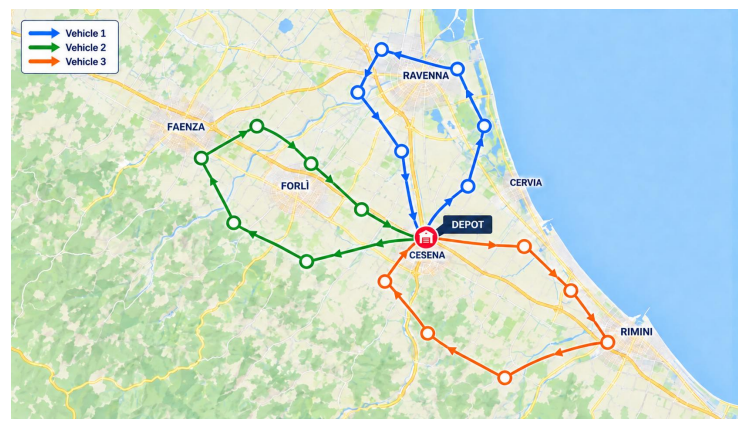 Vehicle 1
Vehicle 2
Vehicle 3
RAVENNA
FAENZA
FORLÌ
CERVIA
DEPOT
CESENA
RIMINI